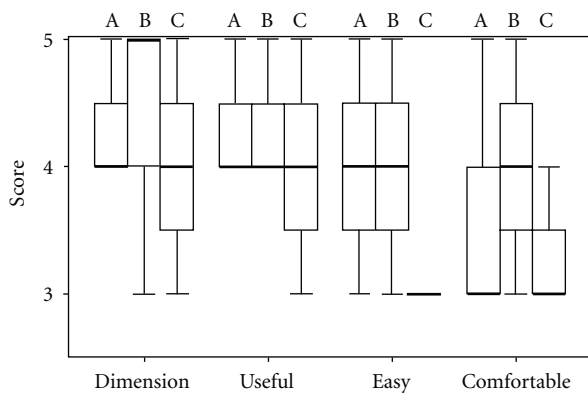 A B C A B C A B C A B C
5
4
3
Score
Dimension Useful Easy Comfortable